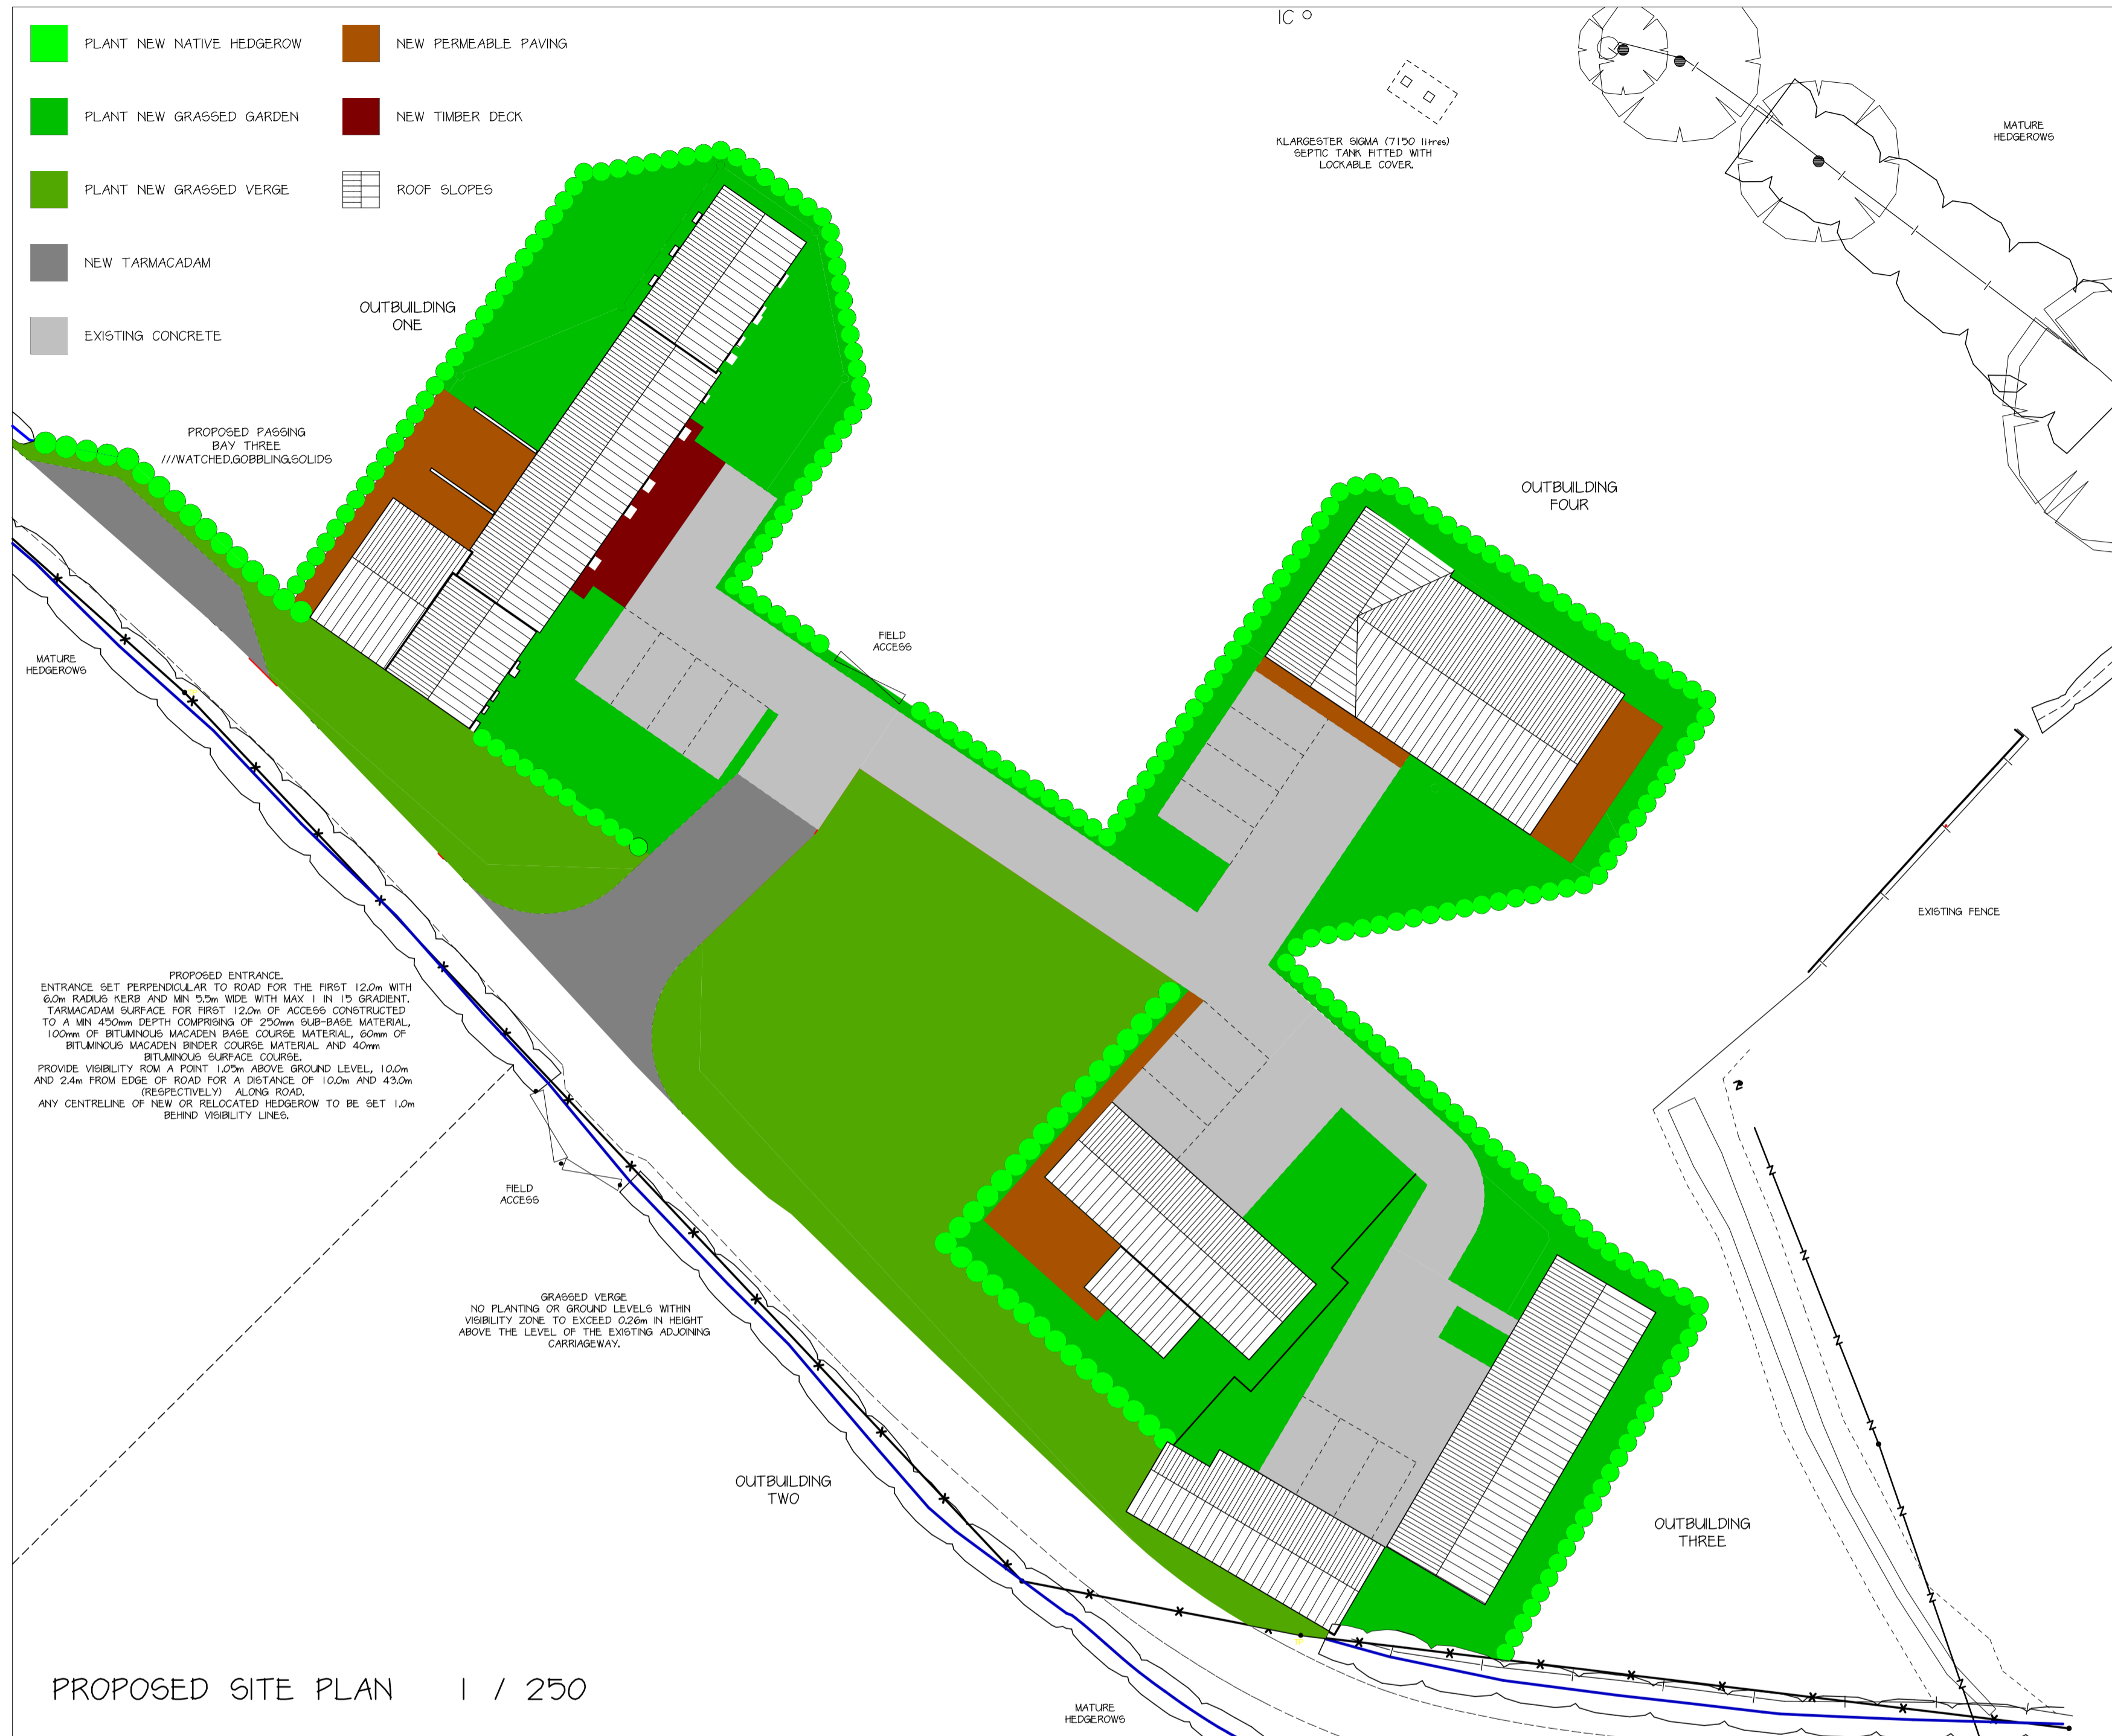 PLANT NEW NATIVE HEDGEROW
PLANT NEW GRASSED GARDEN
PLANT NEW GRASSED VERGE
NEW TARMACADAM
EXISTING CONCRETE
NEW PERMEABLE PAVING
NEW TIMBER DECK
ROOF SLOPES
IC
KLARGESTER SIGMA (7150 litres)
SEPTIC TANK FITTED WITH
LOCKABLE COVER.
MATURE
HEDGEROWS
OUTBUILDING
ONE
PROPOSED PASSING
BAY THREE
///WATCHED.GOBBLING.SOLIDS
OUTBUILDING
FOUR
FIELD
ACCESS
MATURE
HEDGEROWS
EXISTING FENCE
PROPOSED ENTRANCE.
ENTRANCE SET PERPENDICULAR TO ROAD FOR THE FIRST 12.0m WITH
6.0m RADIUS KERB AND MIN 5.5m WIDE WITH MAX 1 IN 15 GRADIENT.
TARMACADAM SURFACE FOR FIRST 12.0m OF ACCESS CONSTRUCTED
TO A MIN 450mm DEPTH COMPRISING OF 250mm SUB-BASE MATERIAL,
100mm OF BITUMINOUS MACADEN BASE COURSE MATERIAL, 60mm OF
BITUMINOUS MACADEN BINDER COURSE MATERIAL AND 40mm
BITUMINOUS SURFACE COURSE.
PROVIDE VISIBILITY ROM A POINT 1.05m ABOVE GROUND LEVEL, 10.0m
AND 2.4m FROM EDGE OF ROAD FOR A DISTANCE OF 10.0m AND 43.0m
(RESPECTIVELY) ALONG ROAD.
ANY CENTRELINE OF NEW OR RELOCATED HEDGEROW TO BE SET 1.0m
BEHIND VISIBILITY LINES.
FIELD
ACCESS
GRASSED VERGE
NO PLANTING OR GROUND LEVELS WITHIN
VISIBILITY ZONE TO EXCEED 0.26m IN HEIGHT
ABOVE THE LEVEL OF THE EXISTING ADJOINING
CARRIAGEWAY.
OUTBUILDING
TWO
OUTBUILDING
THREE
PROPOSED SITE PLAN 1 / 250
MATURE
HEDGEROWS